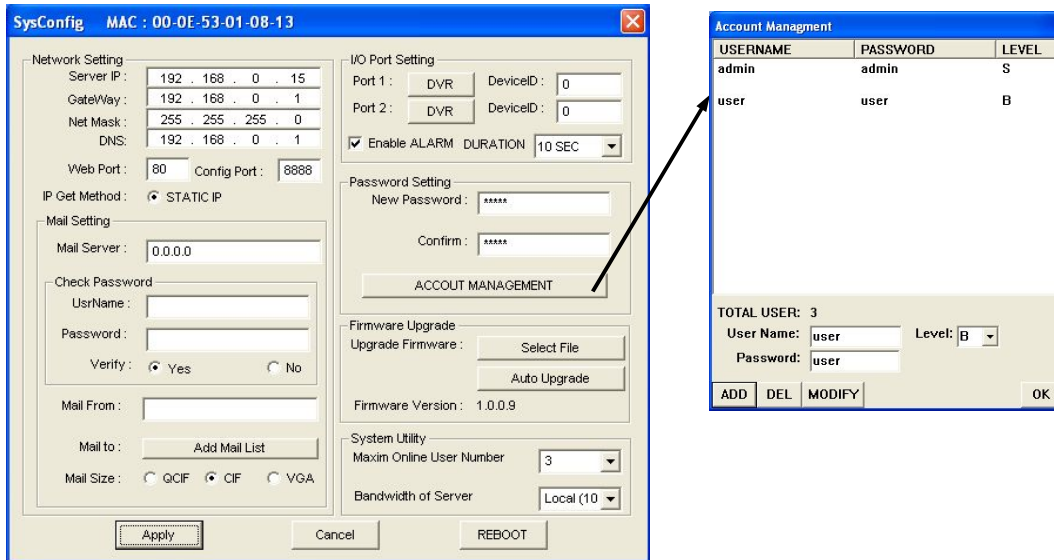 SysConfig MAC : 00-0E-53-01-08-13
Network Setting
Server IP : 192 . 168 . 0 . 15
GateWay : 192 . 168 . 0 . 1
Net Mask : 255 . 255 . 255 . 0
DNS: 192 . 168 . 0 . 1
Web Port : 80 Config Port : 8888
IP Get Method : STATIC IP
Mail Setting
Mail Server : 0.0.0.0
Check Password
UsrName :
Password :
Verify : Yes No
Mail From :
Mail to : Add Mail List
Mail Size : QCIF CIF VGA
I/O Port Setting
Port 1 : DVR DeviceID : 0
Port 2 : DVR DeviceID : 0
Enable ALARM DURATION 10 SEC
Password Setting
New Password : *****
Confirm : *****
ACCOUT MANAGEMENT
Firmware Upgrade
Upgrade Firmware : Select File
Auto Upgrade
Firmware Version : 1.0.0.9
System Utility
Maxim Online User Number 3
Bandwidth of Server Local (10
Apply Cancel REBOOT
Account Managment
USERNAME PASSWORD LEVEL
admin admin S
user user B
TOTAL USER: 3
User Name: user Level: B
Password: user
ADD DEL MODIFY OK